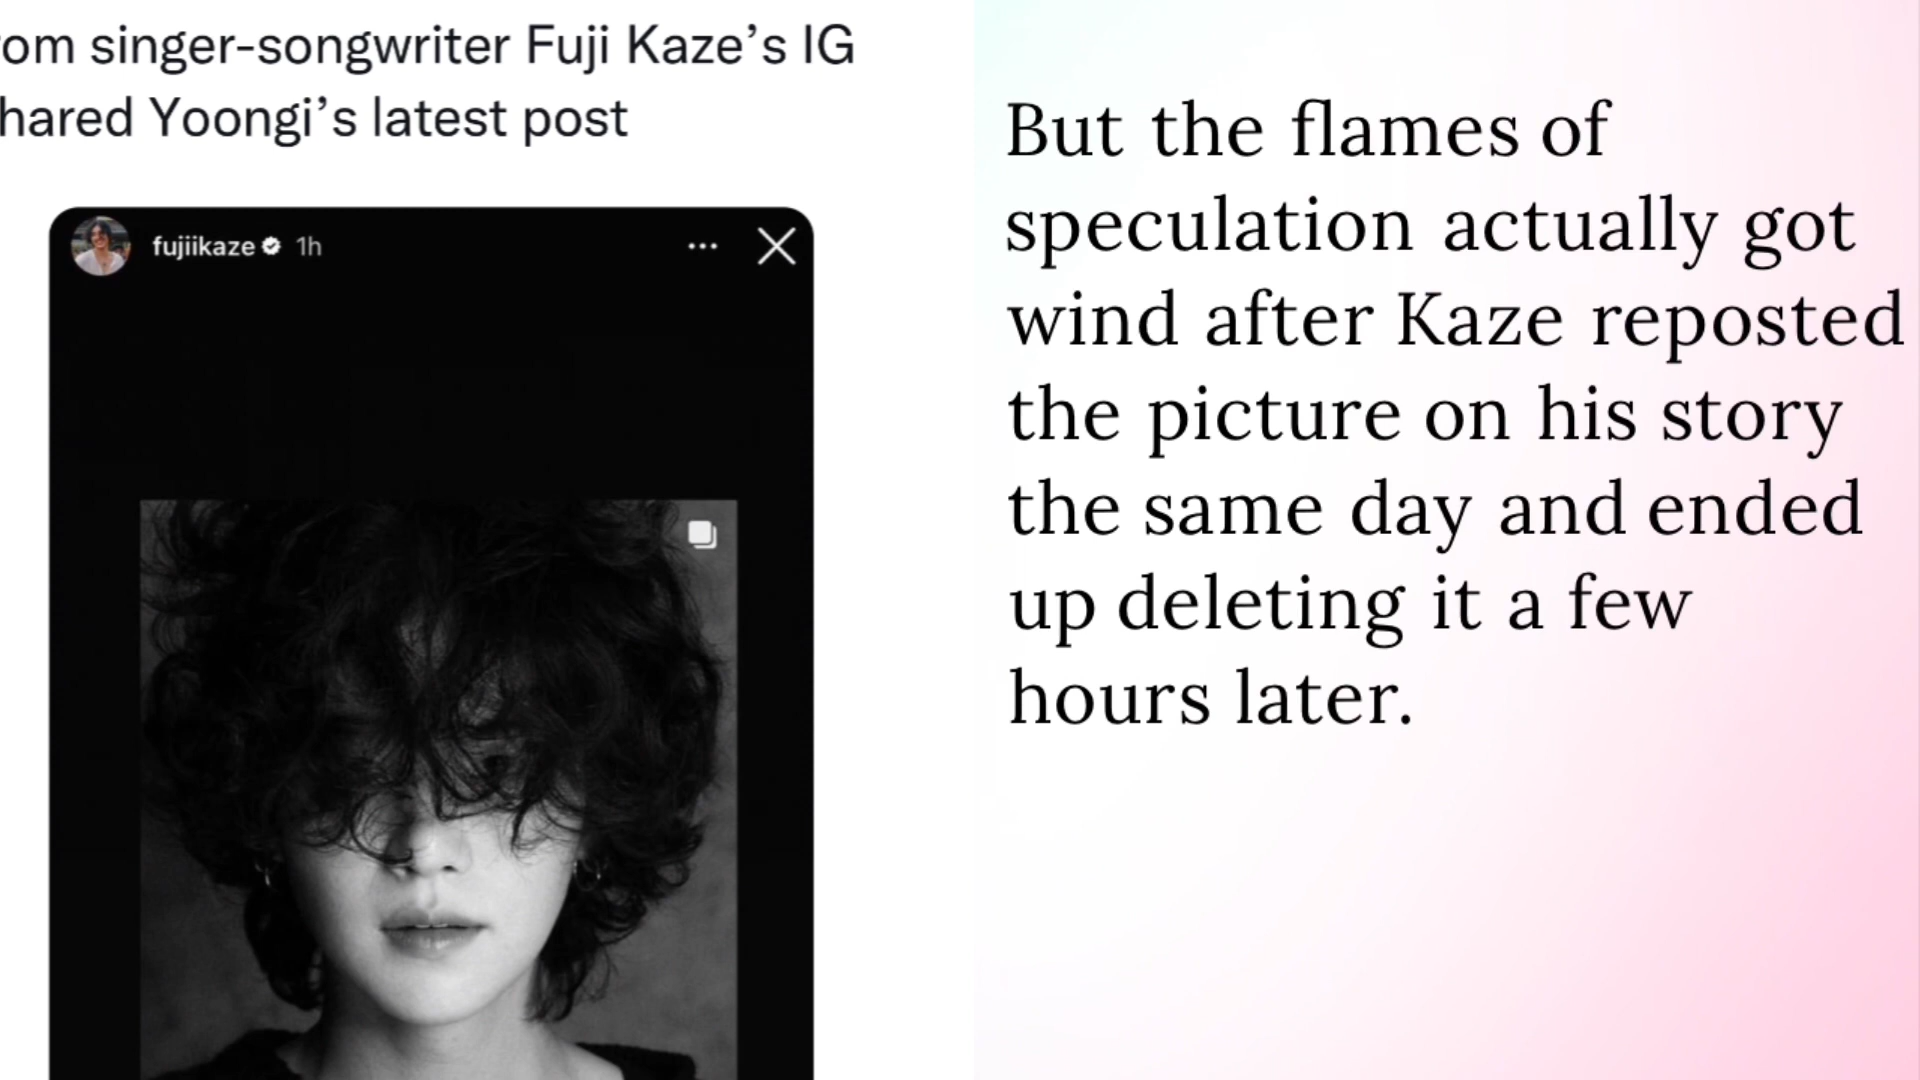 om singer-songwriter Fuji Kaze’s IG
hared Yoongi’s latest post
fujiikaze 1h
But the flames of
speculation actually got
wind after Kaze reposted
the picture on his story
the same day and ended
up deleting it a few
hours later.